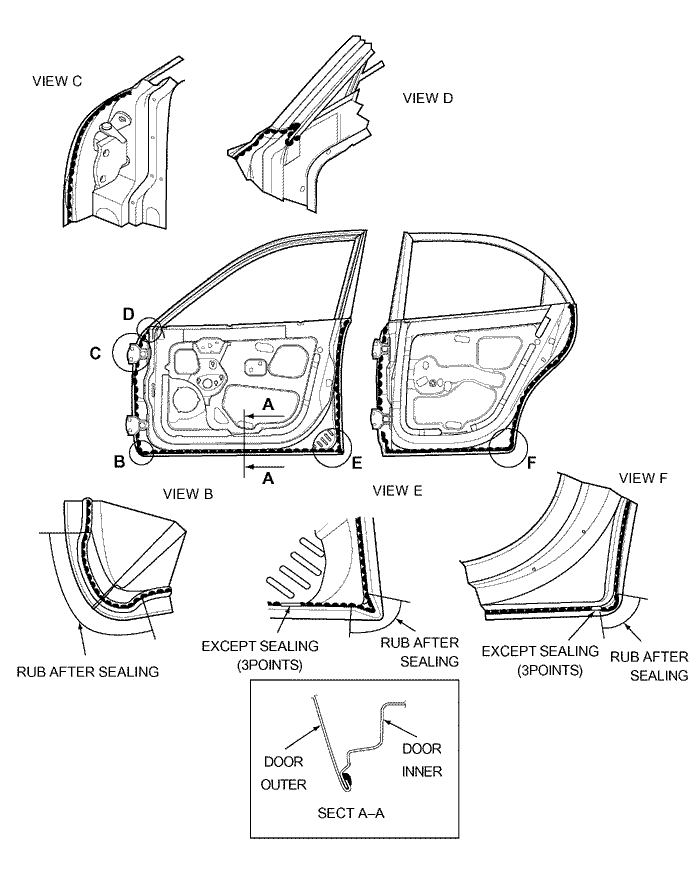 VIEW C
VIEW D
D
C
A
A
B
E
F
VIEW B
VIEW E
VIEW F
RUB AFTER SEALING
EXCEPT SEALING
(3POINTS)
RUB AFTER
SEALING
EXCEPT SEALING
(3POINTS)
RUB AFTER
SEALING
DOOR
OUTER
DOOR
INNER
SECT A–A